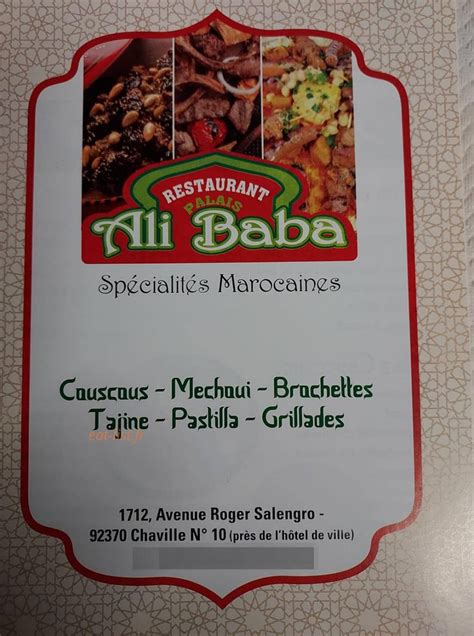 RESTAURANT
PALAIS
Ali Baba
Spécialités Marocaines
Couscous - Mechoui - Brochettes
Tajine - Pastilla - Grillades
1712, Avenue Roger Salengro -
92370 Chaville N° 10 (près de l'hôtel de ville)